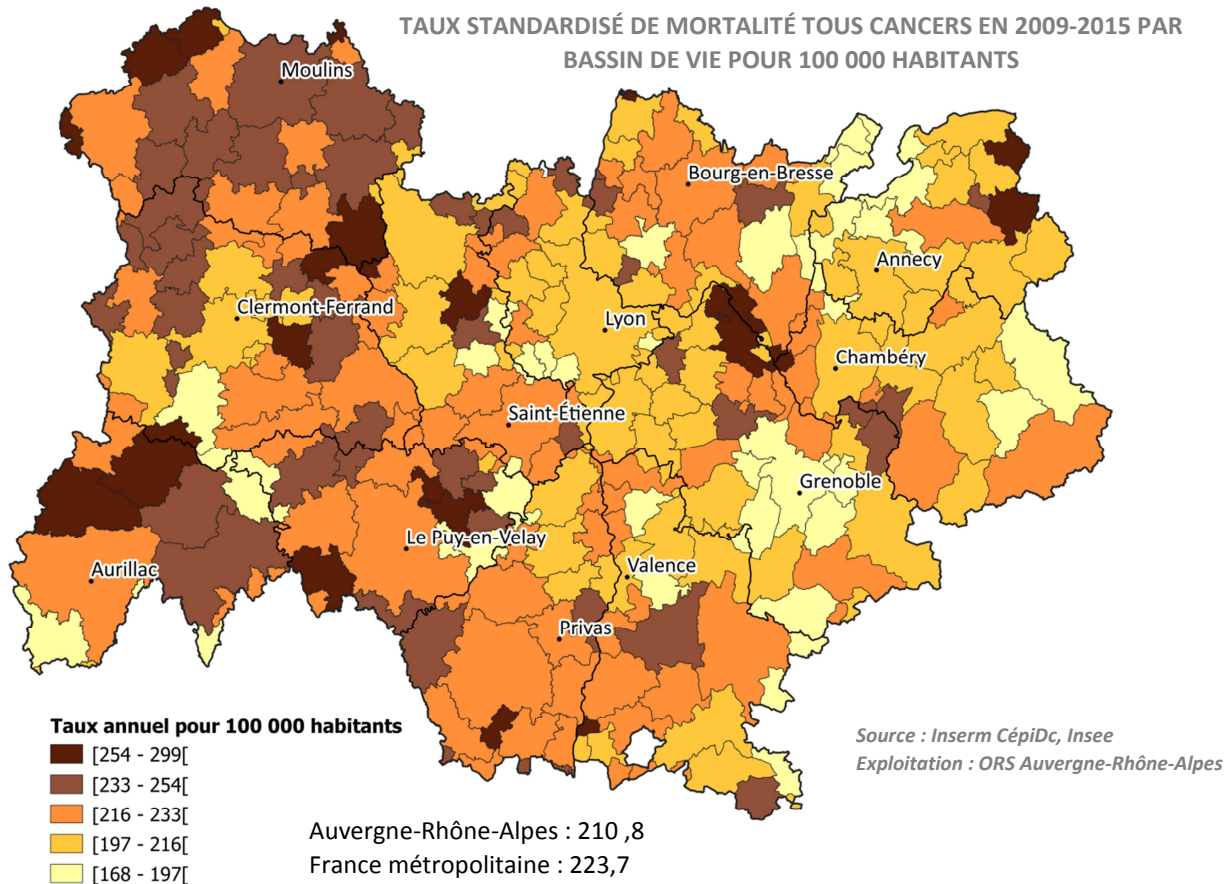 TAUX STANDARDISÉ DE MORTALITÉ TOUS CANCERS EN 2009-2015 PAR
BASSIN DE VIE POUR 100 000 HABITANTS
Moulins
Bourg-en-Bresse
Annecy
Clermont-Ferrand
Lyon
Chambéry
Saint-Étienne
Grenoble
Le Puy-en-Velay
Aurillac
Valence
Privas
Taux annuel pour 100 000 habitants
[254 - 299[
[233 - 254[
[216 - 233[
[197 - 216[
[168 - 197[
Source : Inserm CépiDc, Insee
Exploitation : ORS Auvergne-Rhône-Alpes
Auvergne-Rhône-Alpes : 210 ,8
France métropolitaine : 223,7